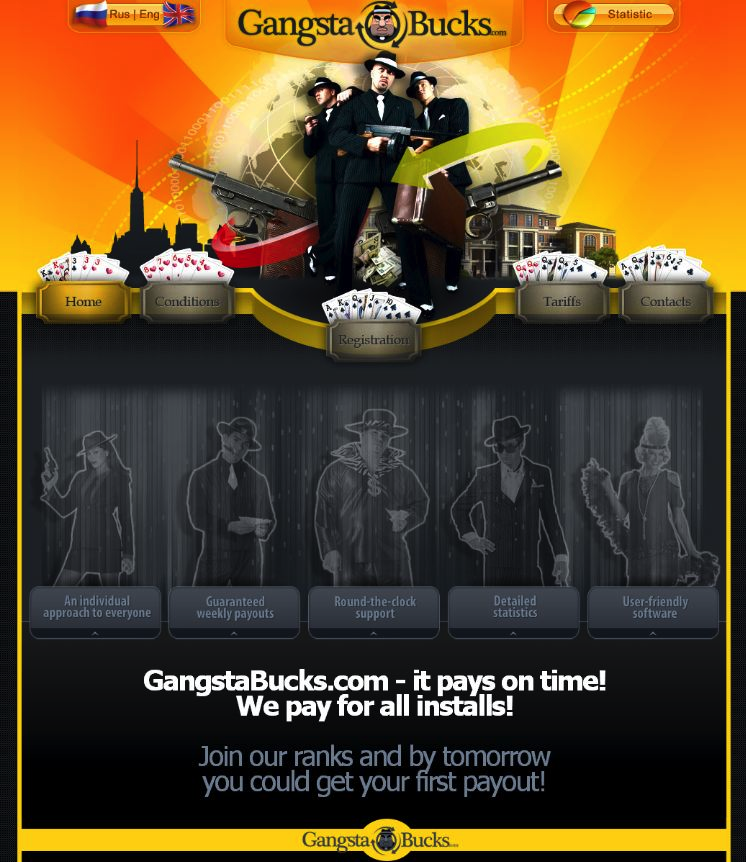 Rus | Eng
GangstaBucks.com
Statistic
Home
Conditions
Registration
Tariffs
Contacts
An individual
approach to everyone
Guaranteed
weekly payouts
Round-the-clock
support
Detailed
statistics
User-friendly
software
GangstaBucks.com - it pays on time!
We pay for all installs!
Join our ranks and by tomorrow
you could get your first payout!
GangstaBucks.com